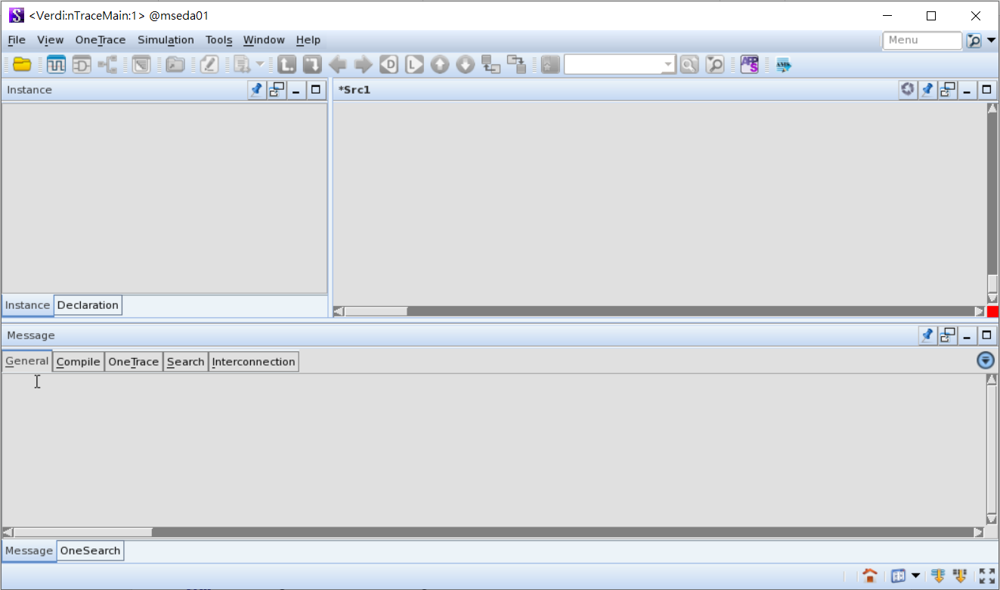 <Verdi:nTraceMain:1> @mseda01
File View OneTrace Simulation Tools Window Help Menu
Instance
*Src1
Instance Declaration
Message
General Compile OneTrace Search Interconnection
Message OneSearch